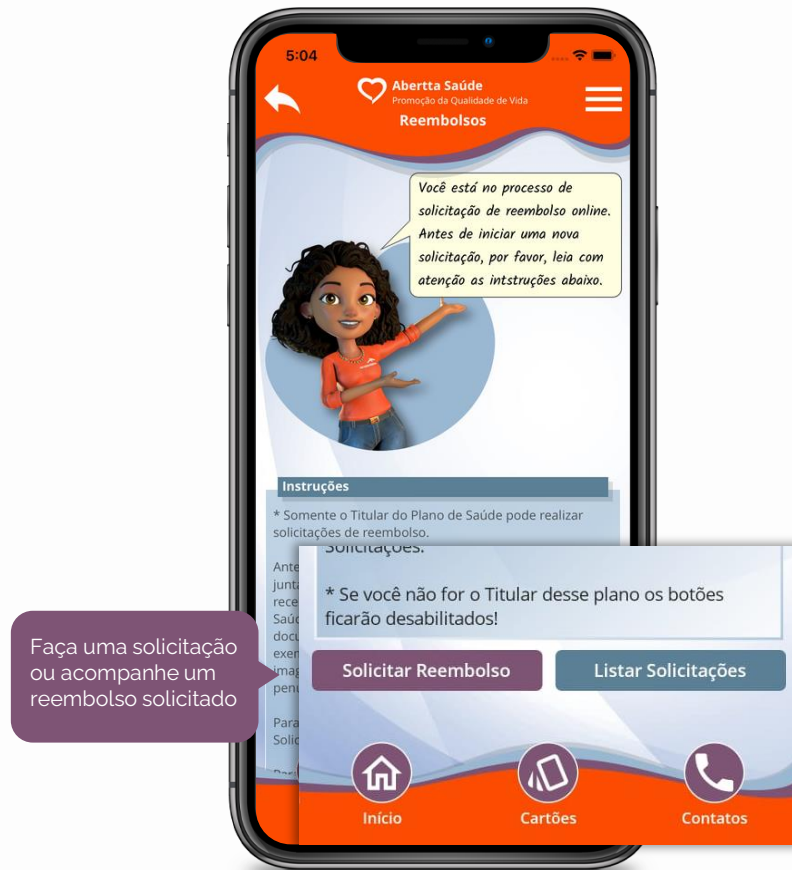 5:04
Abertta Saúde
Promoção da Qualidade de Vida
Reembolsos
Você está no processo de
solicitação de reembolso online.
Antes de iniciar uma nova
solicitação, por favor, leia com
atenção as intstruções abaixo.
Instruções
* Somente o Titular do Plano de Saúde pode realizar
solicitações de reembolso.
Solicitações.
* Se você não for o Titular desse plano os botões
ficarão desabilitados!
Solicitar Reembolso
Listar Solicitações
Faça uma solicitação
ou acompanhe um
reembolso solicitado
Início
Cartões
Contatos